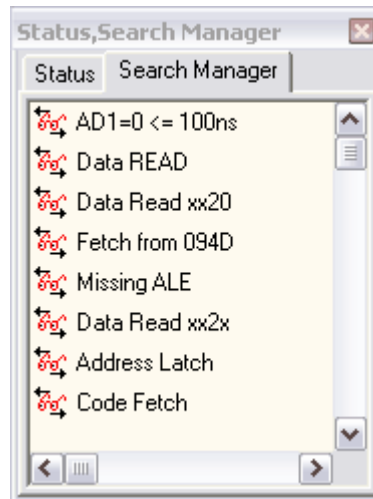 Status,Search Manager
Status Search Manager
AD1=0 <= 100ns
Data READ
Data Read xx20
Fetch from 094D
Missing ALE
Data Read xx2x
Address Latch
Code Fetch